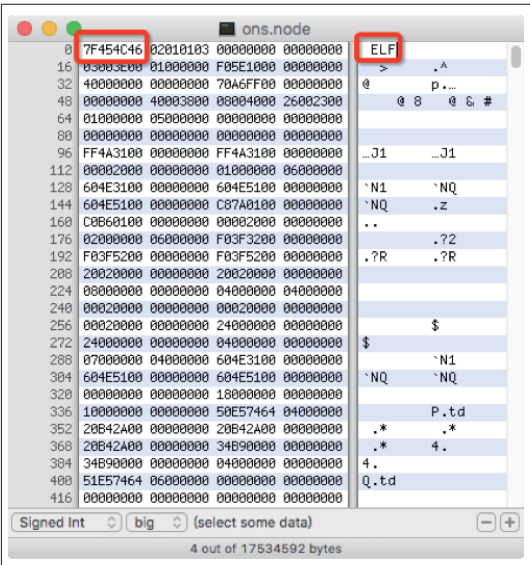 ons.node
0 7F454C46 02010103 00000000 00000000 ELF
16 03003E00 01000000 F05E1000 00000000 > .^
32 40000000 00000000 70A6FF00 00000000 @ p.…
48 00000000 40003800 08004000 26002300 @ 8 @ & #
64 01000000 05000000 00000000 00000000
80 00000000 00000000 00000000 00000000
96 FF4A3100 00000000 FF4A3100 00000000 …J1 …J1
112 00002000 00000000 01000000 06000000
128 604E3100 00000000 604E5100 00000000 `N1 `NQ
144 604E5100 00000000 C87A0100 00000000 `NQ .z
160 C0B60100 00000000 00002000 00000000 ..
176 02000000 06000000 F03F3200 00000000 .?2
192 F03F5200 00000000 F03F5200 00000000 .?R .?R
208 20020000 00000000 20020000 00000000
224 08000000 00000000 04000000 04000000
240 00020000 00000000 00020000 00000000
256 00020000 00000000 24000000 00000000 $
272 24000000 00000000 04000000 00000000 $
288 07000000 04000000 604E3100 00000000 `N1
304 604E5100 00000000 604E5100 00000000 `NQ `NQ
320 00000000 00000000 18000000 00000000
336 10000000 00000000 50E57464 04000000 P.td
352 20B42A00 00000000 20B42A00 00000000 .* .*
368 20B42A00 00000000 34B90000 00000000 .* 4.
384 34B90000 00000000 04000000 00000000 4.
400 51E57464 06000000 00000000 00000000 Q.td
416 00000000 00000000 00000000 00000000
Signed Int big (select some data) − +
4 out of 17534592 bytes